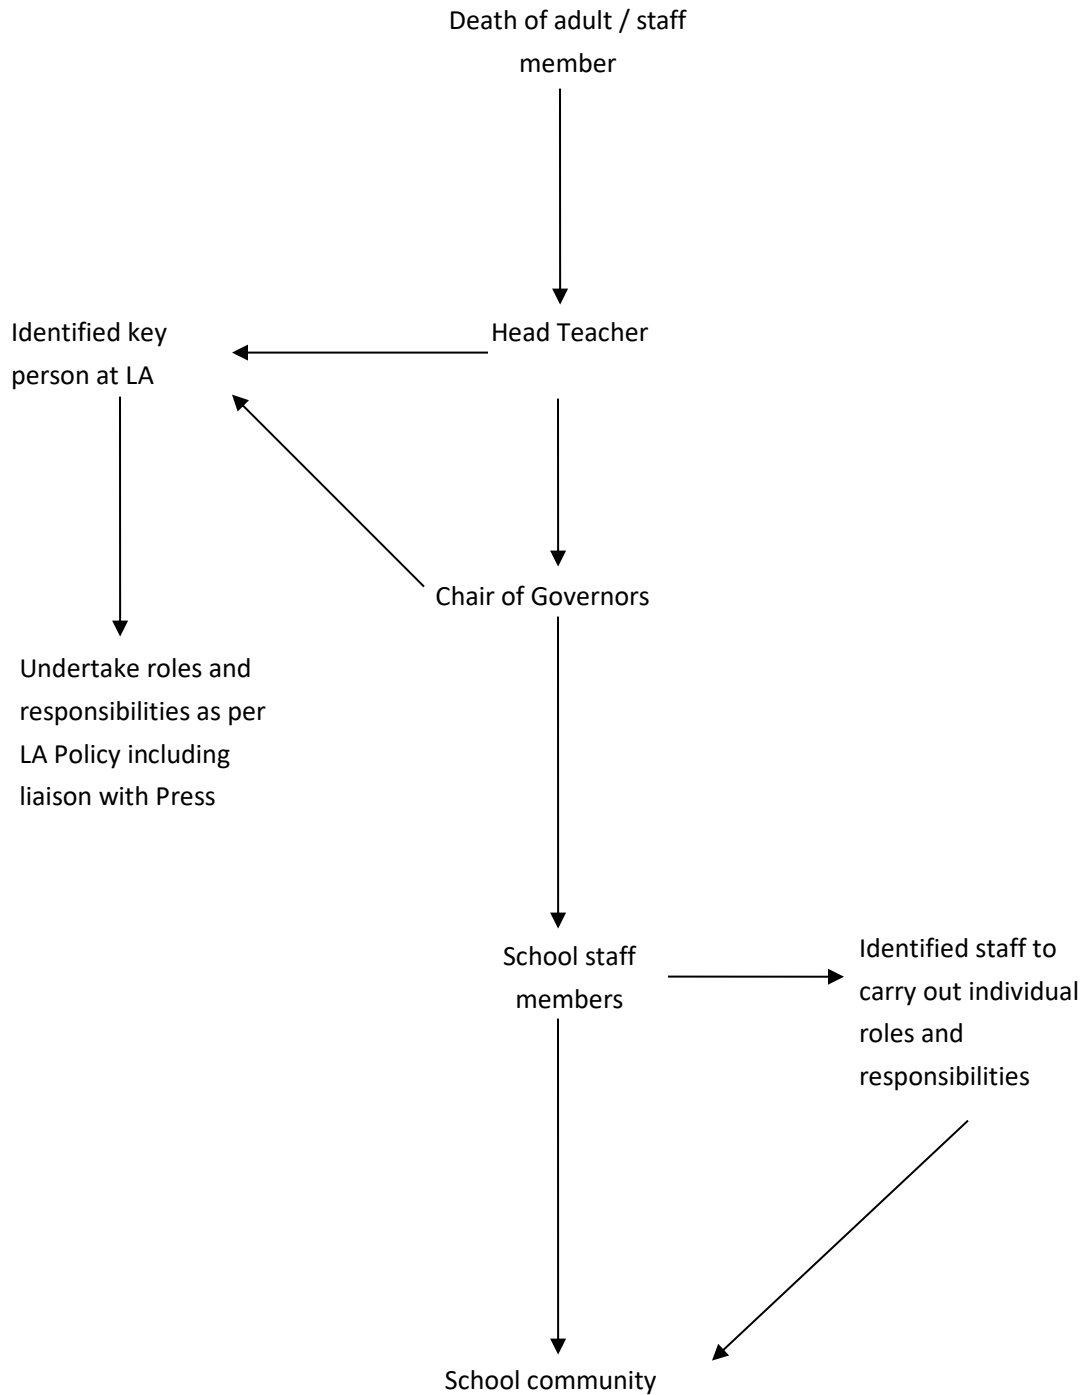 Death of adult / staff
member
Identified key
person at LA
Head Teacher
Chair of Governors
Undertake roles and
responsibilities as per
LA Policy including
liaison with Press
School staff
members
Identified staff to
carry out individual
roles and
responsibilities
School community